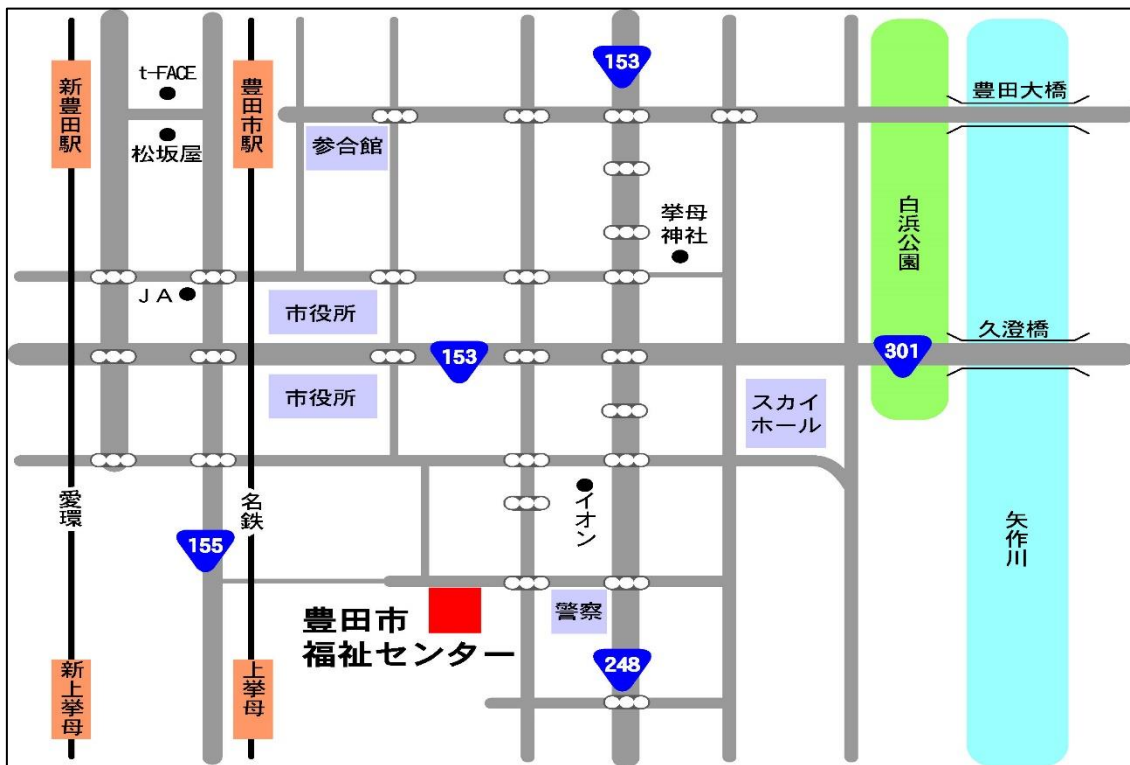 t-FACE
松坂屋
新豊田駅
豊田市駅
参合館
153
豊田大橋
挙母
神社
白浜公園
JA
市役所
153
301
久澄橋
市役所
スカイ
ホール
愛環
名鉄
155
イオン
矢作川
豊田市
福祉センター
警察
248
新上挙母
上挙母